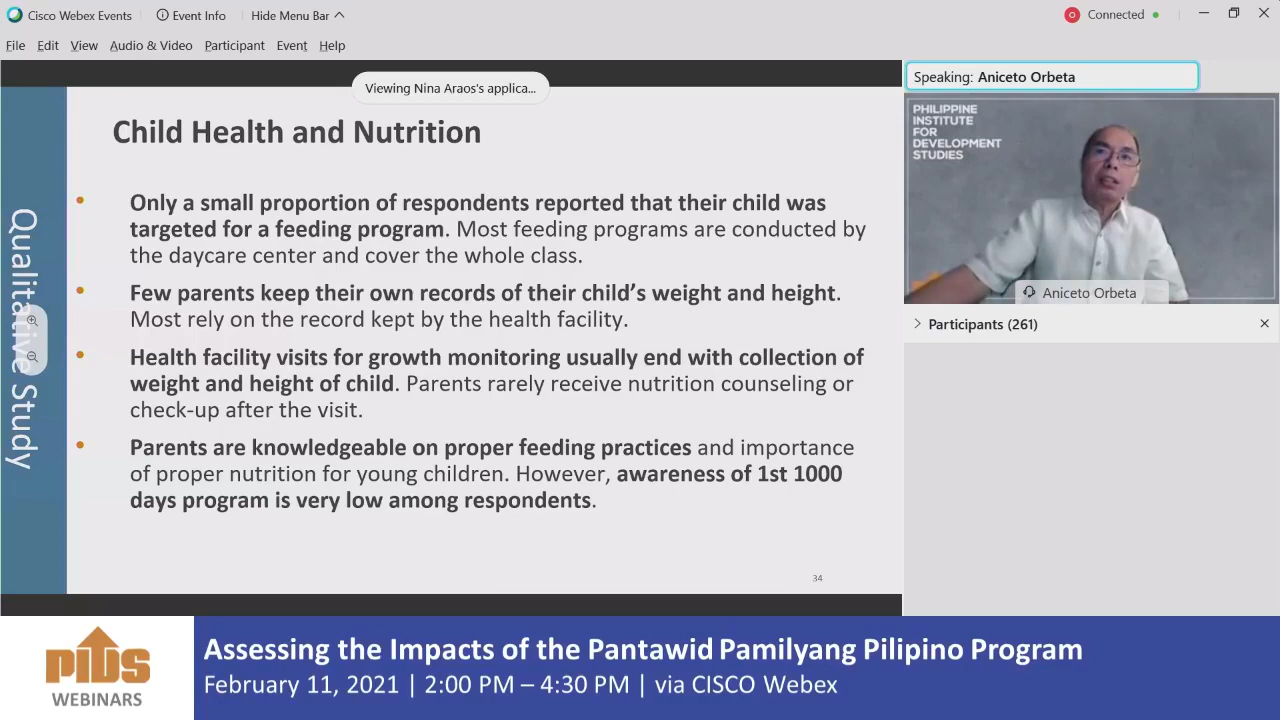 Cisco Webex Events
Event Info
Hide Menu Bar
Connected
File Edit View Audio & Video Participant Event Help
Viewing Nina Araos's applica...
Qualitative Study
Child Health and Nutrition
Only a small proportion of respondents reported that their child was
targeted for a feeding program. Most feeding programs are conducted by
the daycare center and cover the whole class.
Few parents keep their own records of their child’s weight and height.
Most rely on the record kept by the health facility.
Health facility visits for growth monitoring usually end with collection of
weight and height of child. Parents rarely receive nutrition counseling or
check-up after the visit.
Parents are knowledgeable on proper feeding practices and importance
of proper nutrition for young children. However, awareness of 1st 1000
days program is very low among respondents.
34
Speaking: Aniceto Orbeta
PHILIPPINE
INSTITUTE
FOR
DEVELOPMENT
STUDIES
Aniceto Orbeta
Participants (261)
PIDS
WEBINARS
Assessing the Impacts of the Pantawid Pamilyang Pilipino Program
February 11, 2021 | 2:00 PM – 4:30 PM | via CISCO Webex